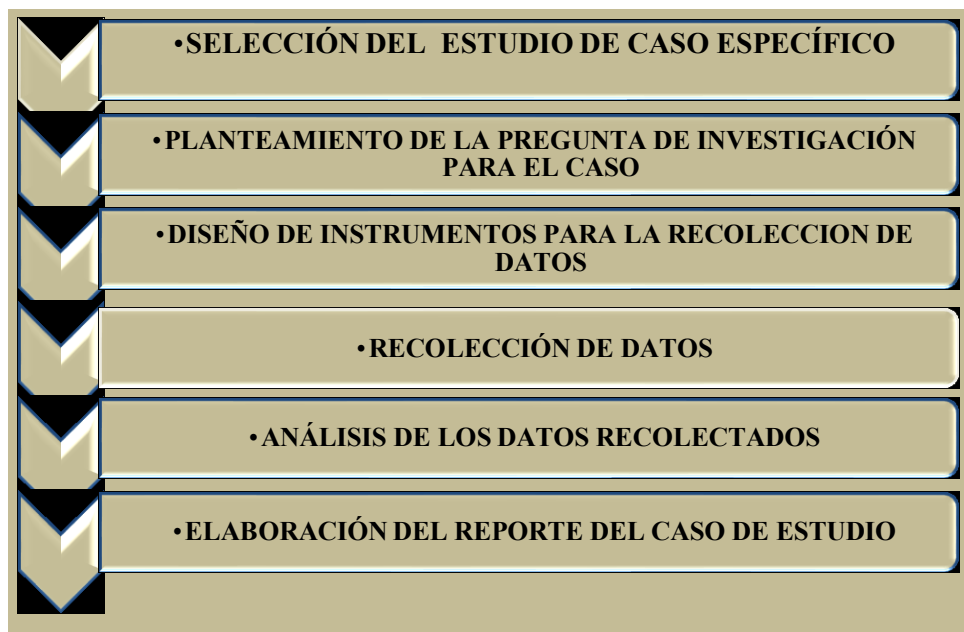 •SELECCIÓN DEL ESTUDIO DE CASO ESPECÍFICO
•PLANTEAMIENTO DE LA PREGUNTA DE INVESTIGACIÓN
PARA EL CASO
•DISEÑO DE INSTRUMENTOS PARA LA RECOLECCION DE
DATOS
•RECOLECCIÓN DE DATOS
•ANÁLISIS DE LOS DATOS RECOLECTADOS
•ELABORACIÓN DEL REPORTE DEL CASO DE ESTUDIO